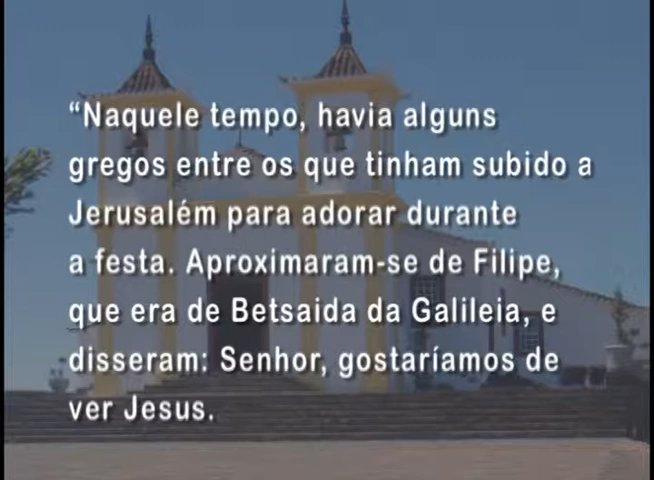 “Naquele tempo, havia alguns
gregos entre os que tinham subido a
Jerusalém para adorar durante
a festa. Aproximaram-se de Filipe,
que era de Betsaida da Galileia, e
disseram: Senhor, gostaríamos de
ver Jesus.